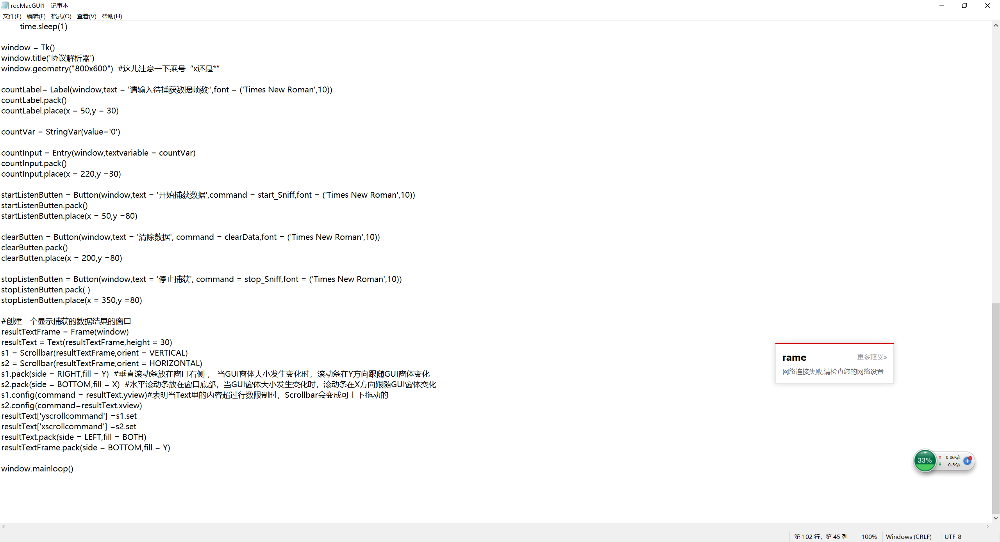 recMacGUI1 - 记事本
文件(F) 编辑(E) 格式(O) 查看(V) 帮助(H)
time.sleep(1)
window = Tk()
window.title('协议解析器')
window.geometry("800x600")  #这儿注意一下乘号“x还是*”
countLabel= Label(window,text = '请输入待捕获数据帧数:',font = ('Times New Roman',10))
countLabel.pack()
countLabel.place(x = 50,y = 30)
countVar = StringVar(value='0')
countInput = Entry(window,textvariable = countVar)
countInput.pack()
countInput.place(x = 220,y =30)
startListenButten = Button(window,text = '开始捕获数据',command = start_Sniff,font = ('Times New Roman',10))
startListenButten.pack()
startListenButten.place(x = 50,y =80)
clearButten = Button(window,text = '清除数据', command = clearData,font = ('Times New Roman',10))
clearButten.pack()
clearButten.place(x = 200,y =80)
stopListenButten = Button(window,text = '停止捕获', command = stop_Sniff,font = ('Times New Roman',10))
stopListenButten.pack( )
stopListenButten.place(x = 350,y =80)
#创建一个显示捕获的数据结果的窗口
resultTextFrame = Frame(window)
resultText = Text(resultTextFrame,height = 30)
s1 = Scrollbar(resultTextFrame,orient = VERTICAL)
s2 = Scrollbar(resultTextFrame,orient = HORIZONTAL)
s1.pack(side = RIGHT,fill = Y)  #垂直滚动条放在窗口右侧 ， 当GUI窗体大小发生变化时，滚动条在Y方向跟随GUI窗体变化
s2.pack(side = BOTTOM,fill = X)  #水平滚动条放在窗口底部，当GUI窗体大小发生变化时，滚动条在X方向跟随GUI窗体变化
s1.config(command = resultText.yview)#表明当Text里的内容超过行数限制时，Scrollbar会变成可上下拖动的
s2.config(command=resultText.xview)
resultText['yscrollcommand'] =s1.set
resultText['xscrollcommand'] =s2.set
resultText.pack(side = LEFT,fill = BOTH)
resultTextFrame.pack(side = BOTTOM,fill = Y)
window.mainloop()
rame 更多释义»
网络连接失败,请检查您的网络设置
33% 0.06K/s
0.3K/s
第 102 行，第 45 列 100% Windows (CRLF) UTF-8